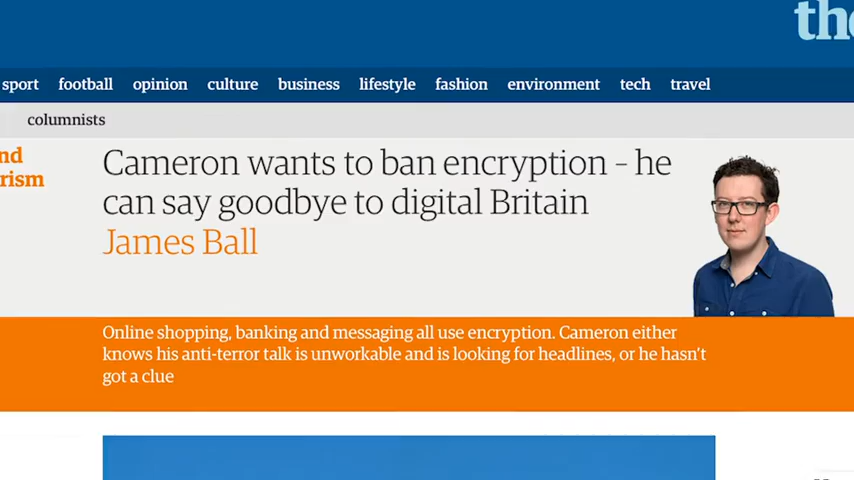 the
sport football opinion culture business lifestyle fashion environment tech travel
columnists
nd
rism
Cameron wants to ban encryption – he
can say goodbye to digital Britain
James Ball
Online shopping, banking and messaging all use encryption. Cameron either
knows his anti-terror talk is unworkable and is looking for headlines, or he hasn't
got a clue